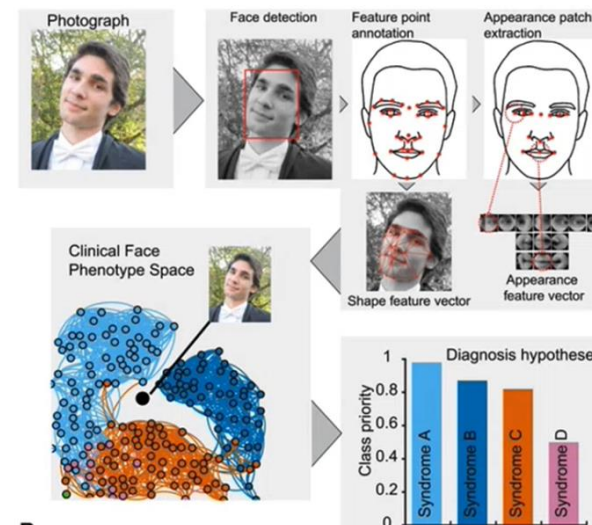 Photograph
Face detection
Feature point
annotation
Appearance patch
extraction
Shape feature vector
Appearance
feature vector
Clinical Face
Phenotype Space
Diagnosis hypothese
Class priority
1
0.8
0.6
0.4
0.2
0
Syndrome A
Syndrome B
Syndrome C
Syndrome D